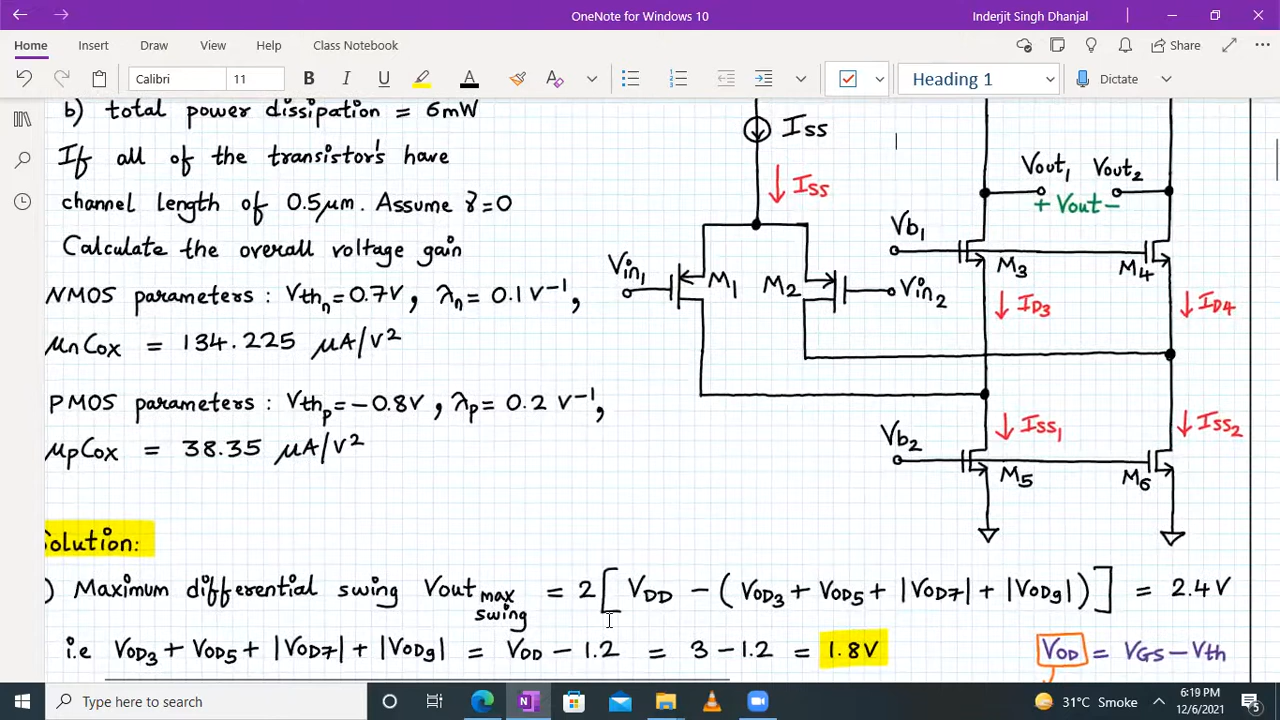 OneNote for Windows 10
Inderjit Singh Dhanjal
Home Insert Draw View Help Class Notebook
Share
Calibri 11 B I U A Heading 1 Dictate
b) total power dissipation = 6mW
If all of the transistor's have
channel length of 0.5μm. Assume γ=0
Calculate the overall voltage gain
NMOS parameters : Vthn=0.7V, λn= 0.1 V⁻¹,
μnCox = 134.225 μA/V²
PMOS parameters : Vthp=-0.8V, λp= 0.2 V⁻¹,
μpCox = 38.35 μA/V²
ISS
ISS
Vout1 Vout2
+ Vout -
Vb1
Vin1 M1 M2 Vin2
M3 M4
ID3 ID4
Vb2
ISS1 ISS2
M5 M6
Solution:
) Maximum differential swing Vout max swing = 2[VDD - (VOD3 + VOD5 + |VOD7| + |VOD9|)] = 2.4V
i.e VOD3 + VOD5 + |VOD7| + |VOD9| = VDD - 1.2 = 3 - 1.2 = 1.8V
VOD = VGS - Vth
Type here to search
31°C Smoke
6:19 PM
12/6/2021
5